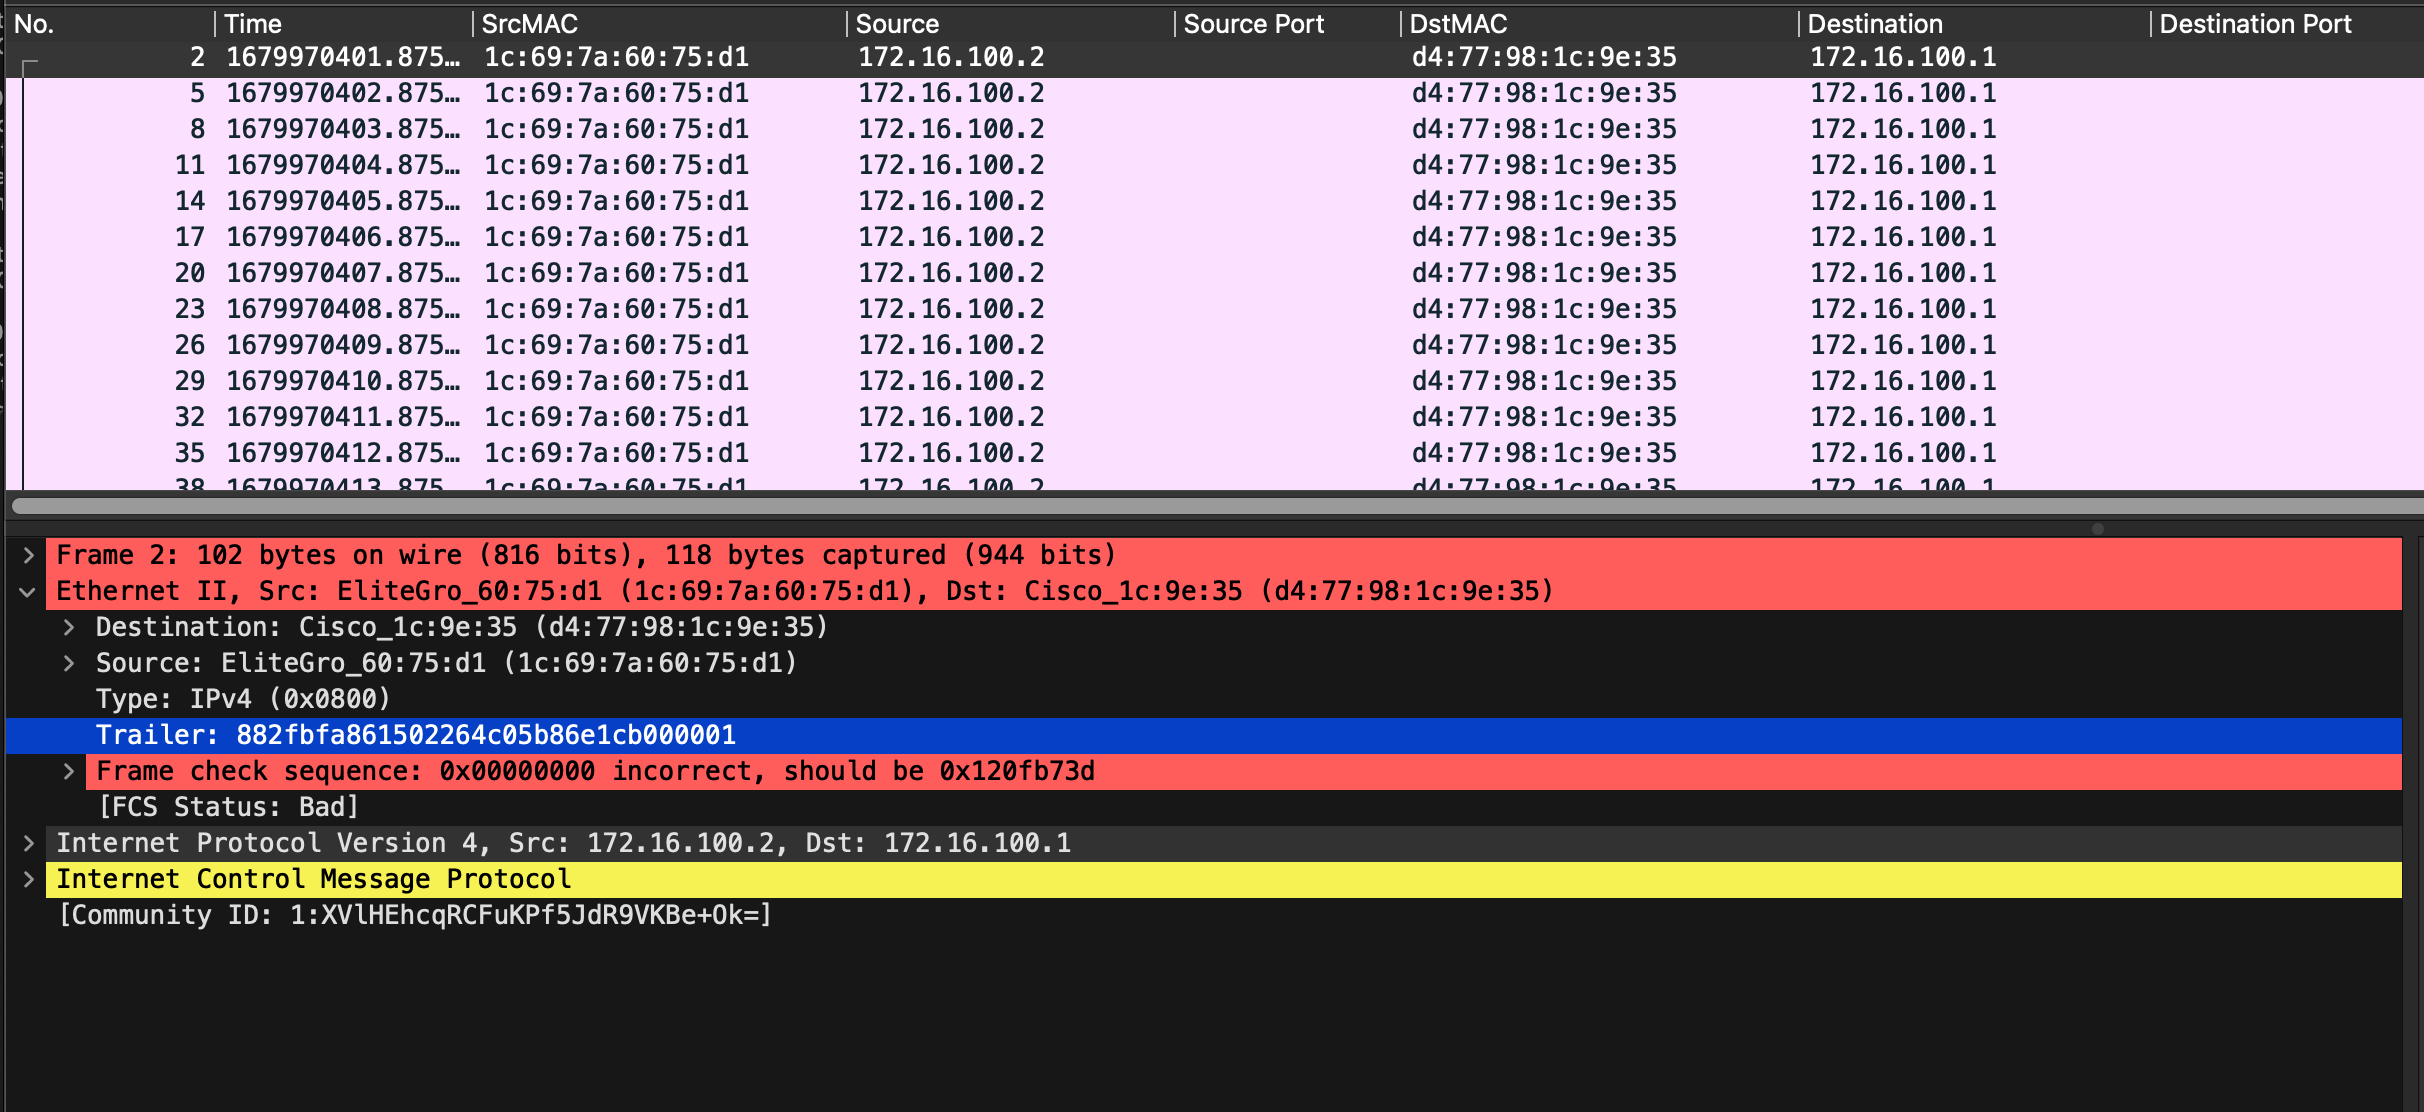 No. Time SrcMAC Source Source Port DstMAC Destination Destination Port
2 1679970401.875… 1c:69:7a:60:75:d1 172.16.100.2 d4:77:98:1c:9e:35 172.16.100.1
5 1679970402.875… 1c:69:7a:60:75:d1 172.16.100.2 d4:77:98:1c:9e:35 172.16.100.1
8 1679970403.875… 1c:69:7a:60:75:d1 172.16.100.2 d4:77:98:1c:9e:35 172.16.100.1
11 1679970404.875… 1c:69:7a:60:75:d1 172.16.100.2 d4:77:98:1c:9e:35 172.16.100.1
14 1679970405.875… 1c:69:7a:60:75:d1 172.16.100.2 d4:77:98:1c:9e:35 172.16.100.1
17 1679970406.875… 1c:69:7a:60:75:d1 172.16.100.2 d4:77:98:1c:9e:35 172.16.100.1
20 1679970407.875… 1c:69:7a:60:75:d1 172.16.100.2 d4:77:98:1c:9e:35 172.16.100.1
23 1679970408.875… 1c:69:7a:60:75:d1 172.16.100.2 d4:77:98:1c:9e:35 172.16.100.1
26 1679970409.875… 1c:69:7a:60:75:d1 172.16.100.2 d4:77:98:1c:9e:35 172.16.100.1
29 1679970410.875… 1c:69:7a:60:75:d1 172.16.100.2 d4:77:98:1c:9e:35 172.16.100.1
32 1679970411.875… 1c:69:7a:60:75:d1 172.16.100.2 d4:77:98:1c:9e:35 172.16.100.1
35 1679970412.875… 1c:69:7a:60:75:d1 172.16.100.2 d4:77:98:1c:9e:35 172.16.100.1
38 1679970413.875 1c:69:7a:60:75:d1 172.16.100.2 d4:77:98:1c:9e:35 172.16.100.1
Frame 2: 102 bytes on wire (816 bits), 118 bytes captured (944 bits)
Ethernet II, Src: EliteGro_60:75:d1 (1c:69:7a:60:75:d1), Dst: Cisco_1c:9e:35 (d4:77:98:1c:9e:35)
Destination: Cisco_1c:9e:35 (d4:77:98:1c:9e:35)
Source: EliteGro_60:75:d1 (1c:69:7a:60:75:d1)
Type: IPv4 (0x0800)
Trailer: 882fbfa861502264c05b86e1cb000001
Frame check sequence: 0x00000000 incorrect, should be 0x120fb73d
[FCS Status: Bad]
Internet Protocol Version 4, Src: 172.16.100.2, Dst: 172.16.100.1
Internet Control Message Protocol
[Community ID: 1:XVlHEhcqRCFuKPf5JdR9VKBe+Ok=]